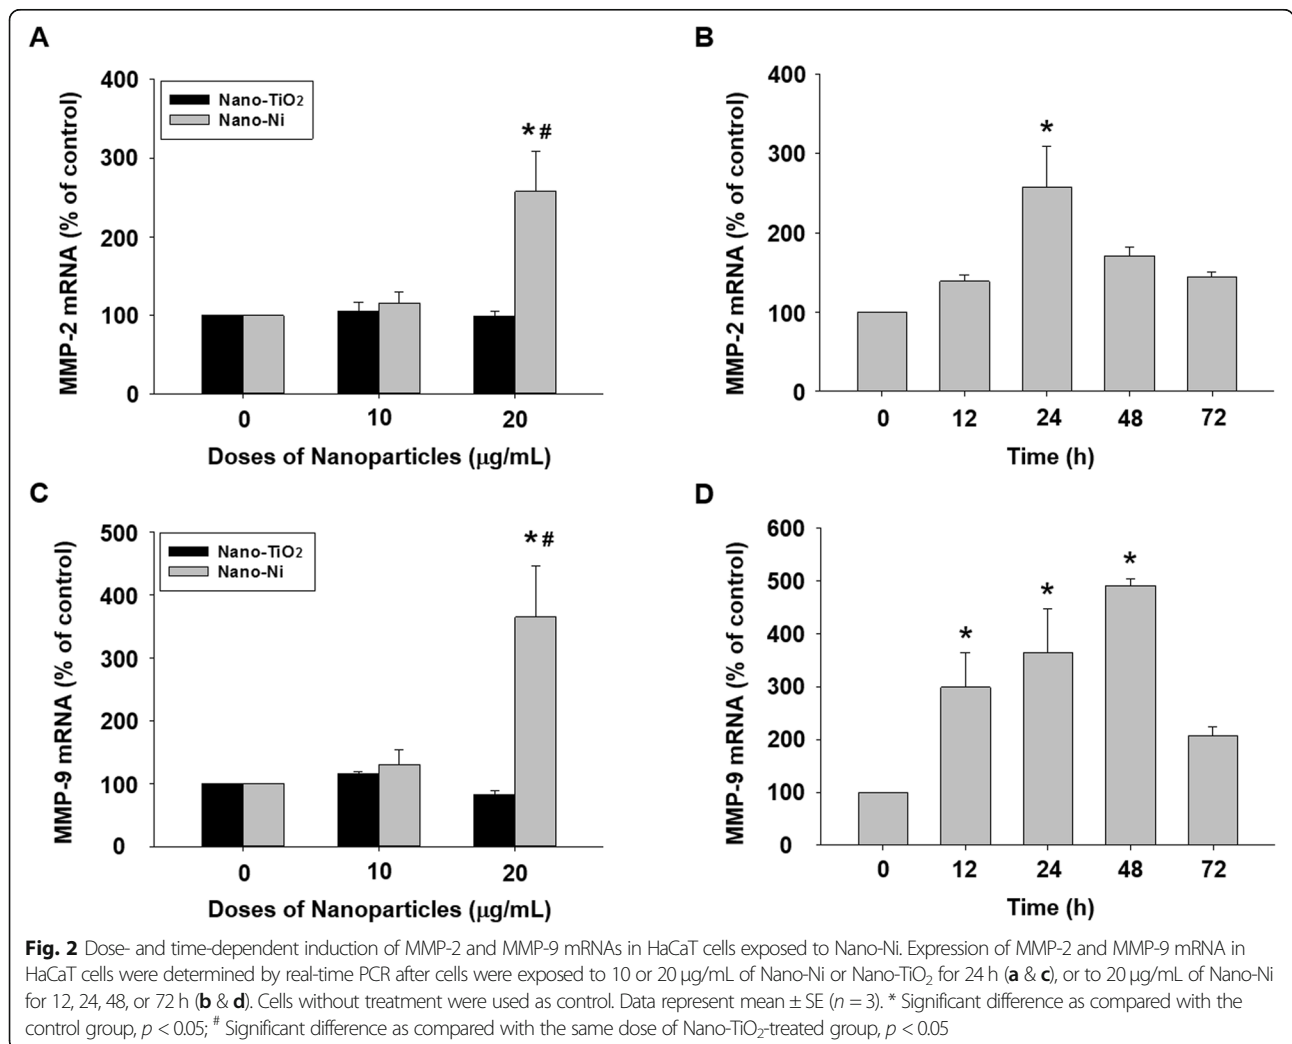 A
400
300
200
100
0
MMP-2 mRNA (% of control)
Nano-TiO2
Nano-Ni
*#
0 10 20
Doses of Nanoparticles (µg/mL)
B
400
300
200
100
0
MMP-2 mRNA (% of control)
*
0 12 24 48 72
Time (h)
C
500
400
300
200
100
0
MMP-9 mRNA (% of control)
Nano-TiO2
Nano-Ni
*#
0 10 20
Doses of Nanoparticles (µg/mL)
D
600
500
400
300
200
100
0
MMP-9 mRNA (% of control)
* * *
0 12 24 48 72
Time (h)
Fig. 2 Dose- and time-dependent induction of MMP-2 and MMP-9 mRNAs in HaCaT cells exposed to Nano-Ni. Expression of MMP-2 and MMP-9 mRNA in
HaCaT cells were determined by real-time PCR after cells were exposed to 10 or 20 µg/mL of Nano-Ni or Nano-TiO2 for 24 h (a & c), or to 20 µg/mL of Nano-Ni
for 12, 24, 48, or 72 h (b & d). Cells without treatment were used as control. Data represent mean ± SE (n = 3). * Significant difference as compared with the
control group, p < 0.05; # Significant difference as compared with the same dose of Nano-TiO2-treated group, p < 0.05